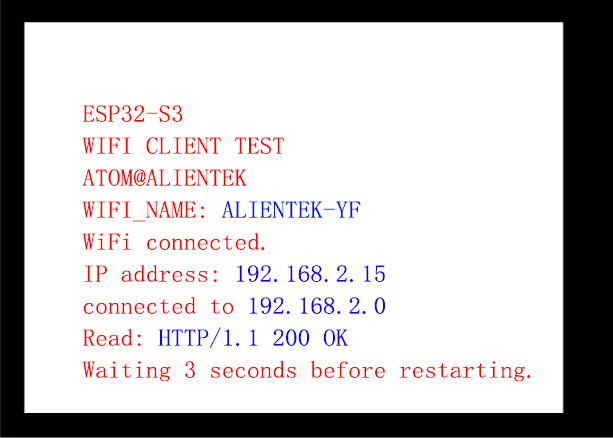 ESP32-S3
WIFI CLIENT TEST
ATOM@ALIENTEK
WIFI_NAME: ALIENTEK-YF
WiFi connected.
IP address: 192.168.2.15
connected to 192.168.2.0
Read: HTTP/1.1 200 OK
Waiting 3 seconds before restarting.